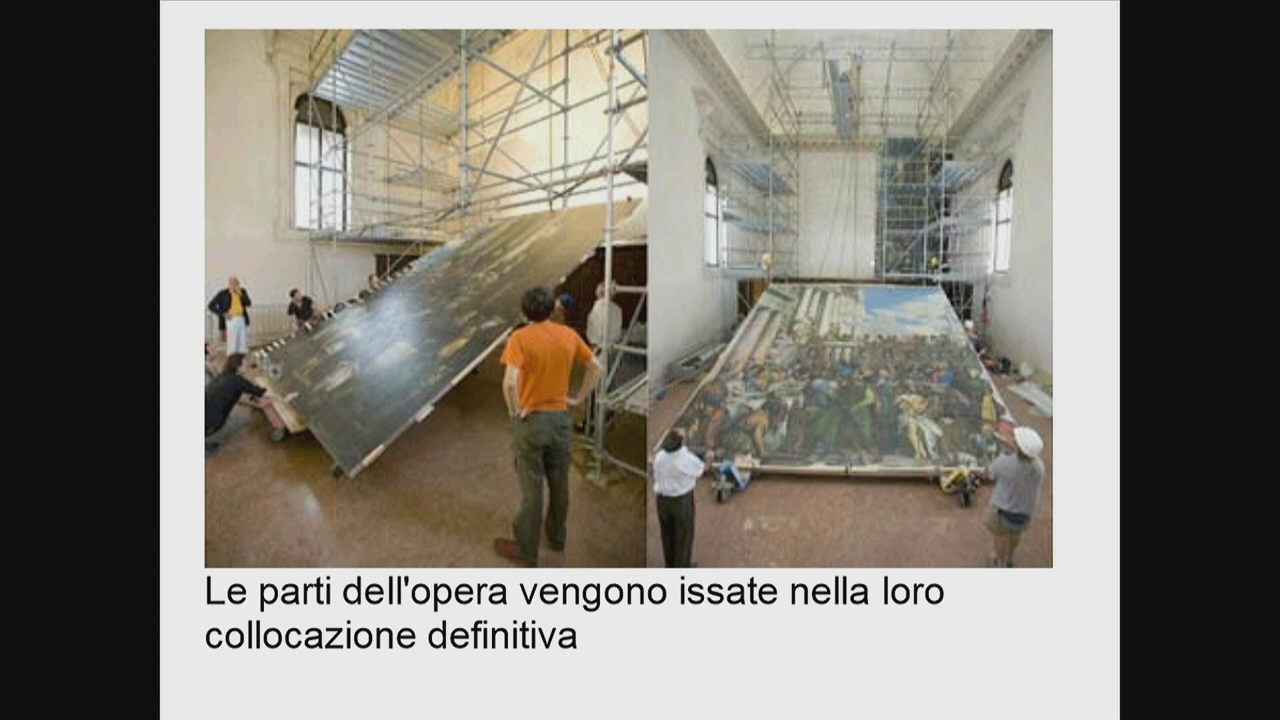 Le parti dell'opera vengono issate nella loro
collocazione definitiva